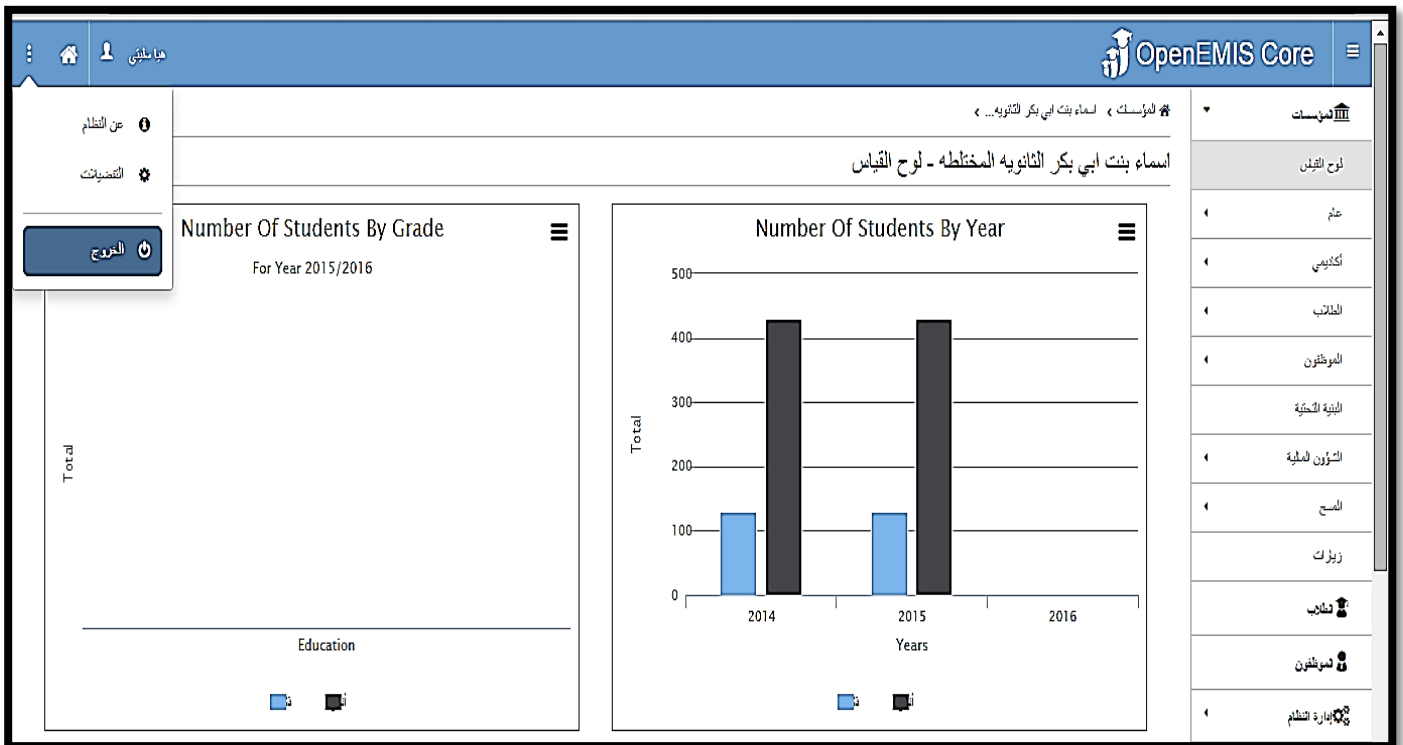 OpenEMIS Core
هيا سليتي
عن النظام
التفضيلات
الخروج
المؤسسات › اسماء بنت ابي بكر الثانويه... ›
اسماء بنت ابي بكر الثانويه المختلطه - لوح القياس
المؤسسات
لوح القياس
عام
أكاديمي
الطلاب
الموظفون
البنية التحتية
الشؤون المالية
المسح
زيارات
الطلاب
الموظفون
إدارة النظام
Number Of Students By Year
500
400
300
200
100
0
Total
2014 2015 2016
Years
Number Of Students By Grade
For Year 2015/2016
Total
Education